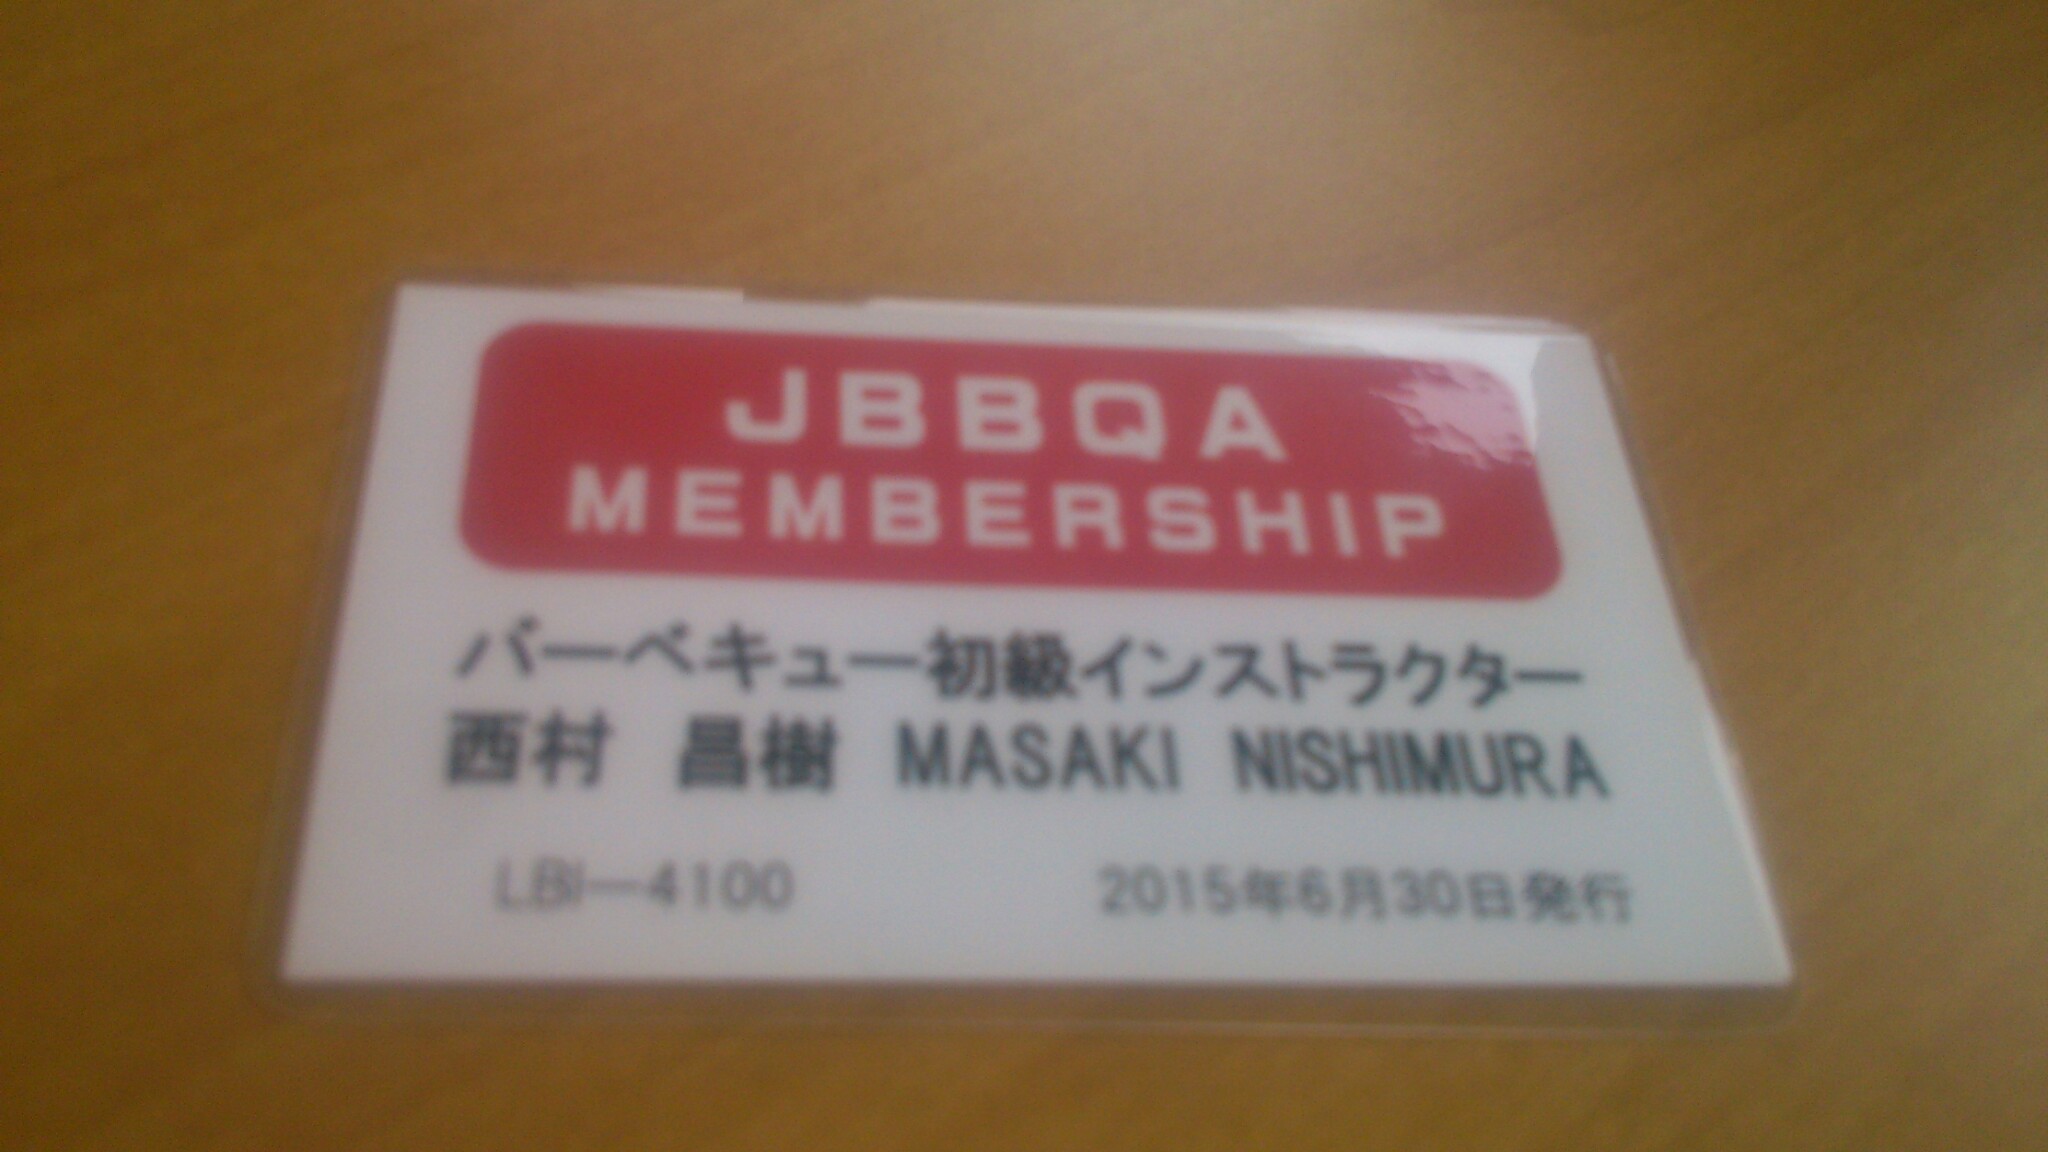 JBBQA
MEMBERSHIP
バーベキュー初級インストラクター
西村 昌樹 MASAKI NISHIMURA
LBI－4100 2015年6月30日発行